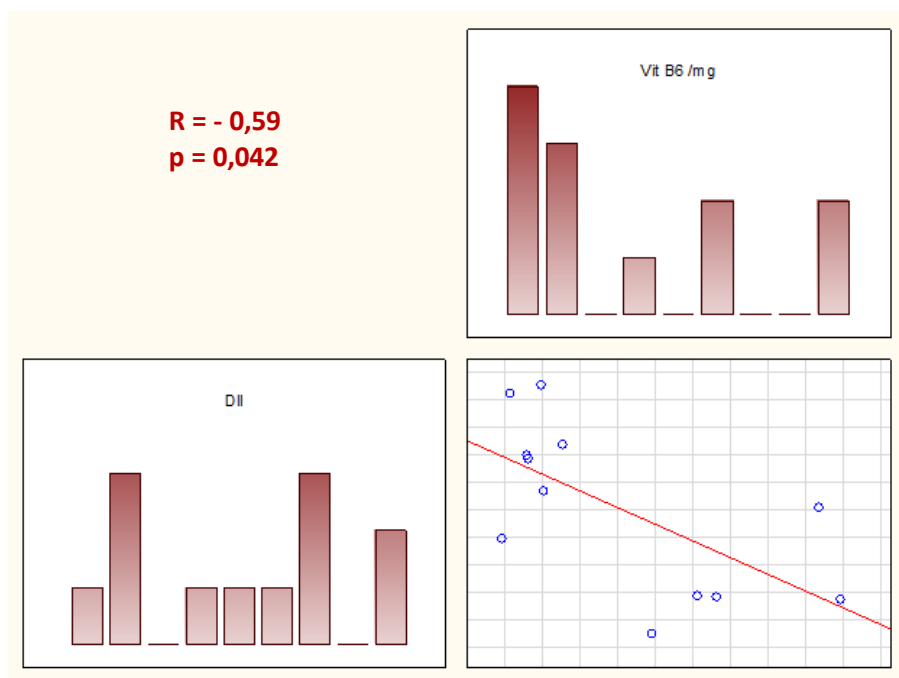 R = - 0,59
p = 0,042
Vit B6 /mg
DII